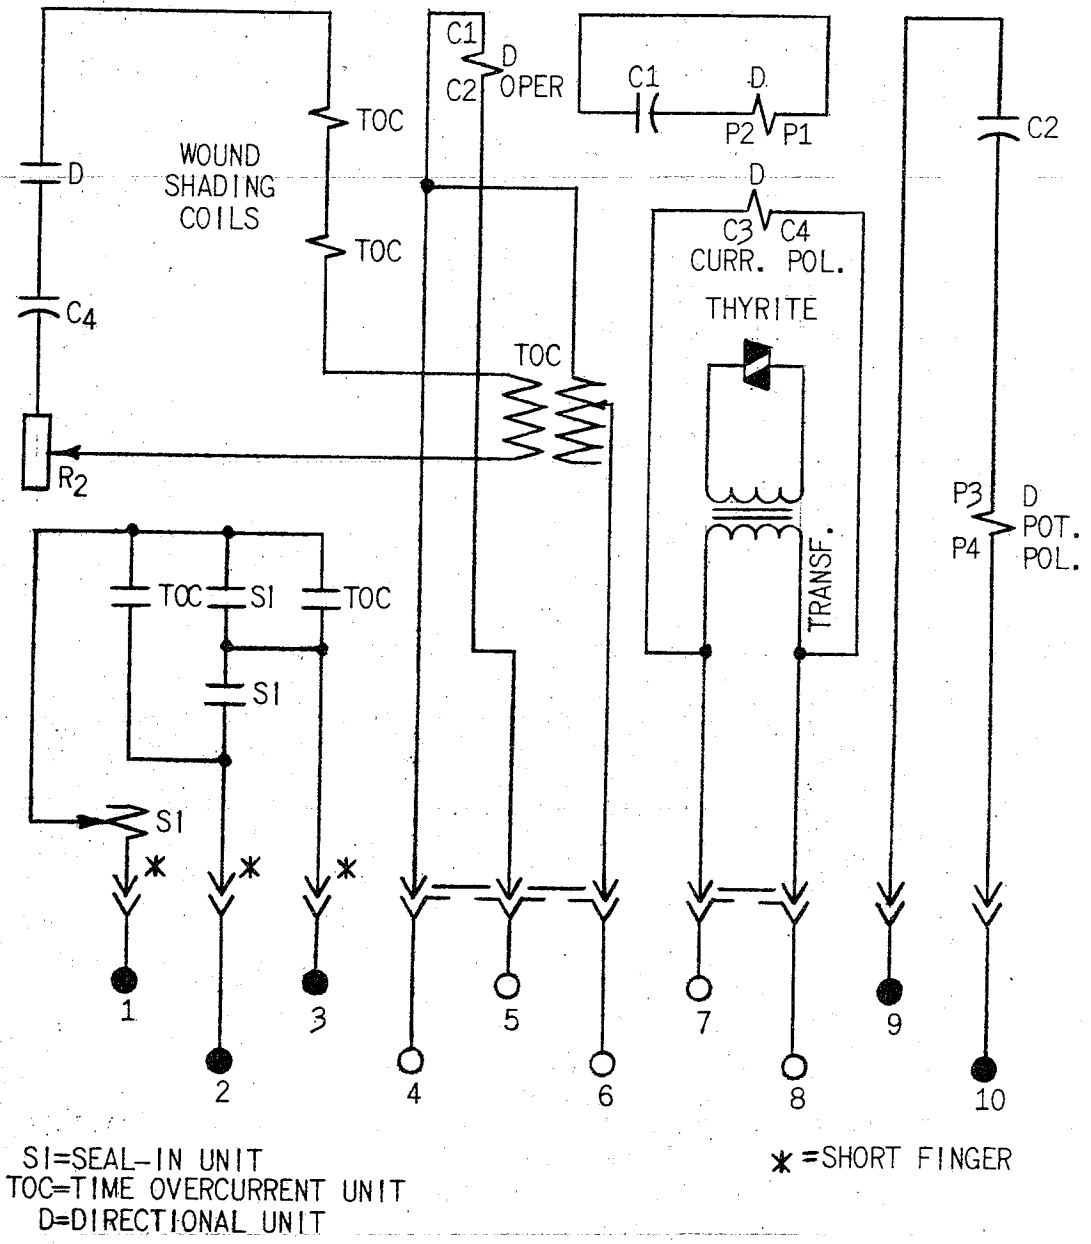 C1
D
C2
OPER
TOC
WOUND
SHADING
COILS
D
TOC
C4
R2
TOC
C1
D
P2
P1
D
C3
C4
CURR. POL.
THYRITE
TRANSF.
C2
P3
D
POT.
P4
POL.
TOC
SI
TOC
SI
SI
*
*
*
1
2
3
4
5
6
7
8
9
10
SI=SEAL-IN UNIT
TOC=TIME OVERCURRENT UNIT
D=DIRECTIONAL UNIT
* =SHORT FINGER